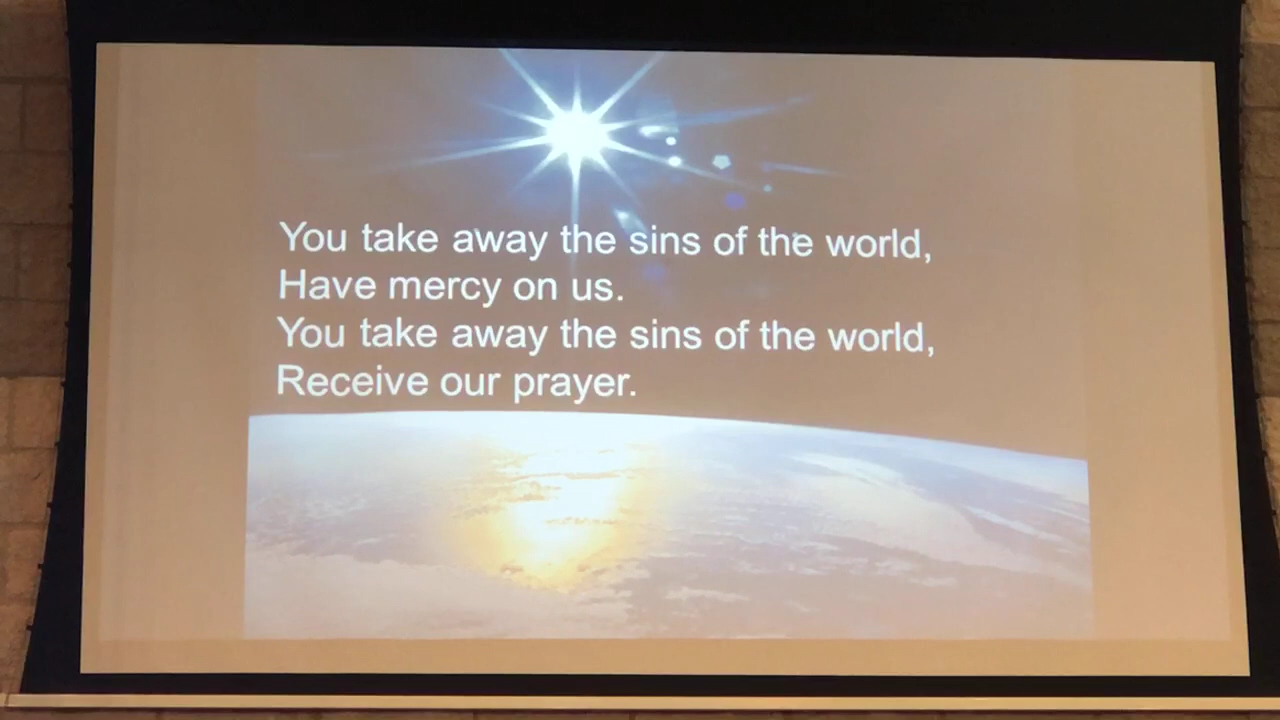 You take away the sins of the world,
Have mercy on us.
You take away the sins of the world,
Receive our prayer.